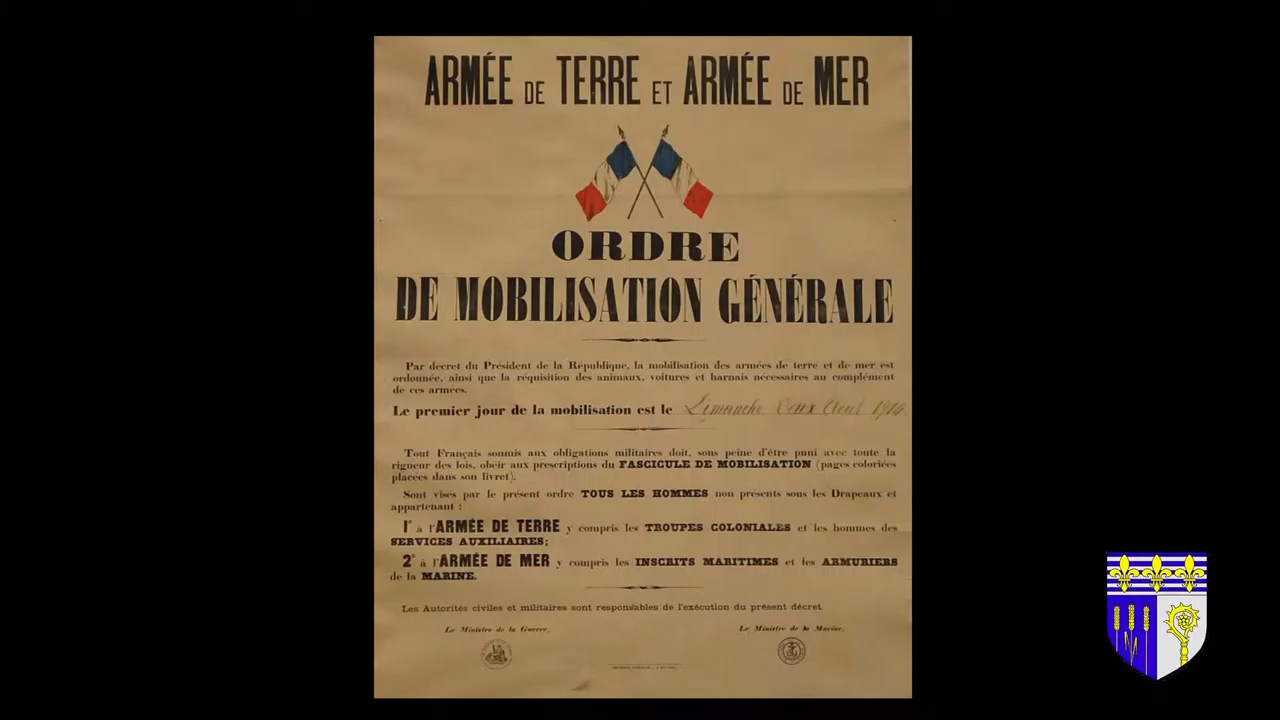 ARMÉE DE TERRE ET ARMÉE DE MER
ORDRE
DE MOBILISATION GÉNÉRALE
Par décret du Président de la République, la mobilisation des armées de terre et de mer est
ordonnée, ainsi que la réquisition des animaux, voitures et harnais nécessaires au complément
de ces armées.
Le premier jour de la mobilisation est le Dimanche deux Août 1914
Tout Français soumis aux obligations militaires doit, sous peine d'être puni avec toute la
rigueur des lois, obéir aux prescriptions du FASCICULE DE MOBILISATION (pages coloriées
placées dans son livret).
Sont visés par le présent ordre TOUS LES HOMMES non présents sous les Drapeaux et
appartenant :
1° à l'ARMÉE DE TERRE y compris les TROUPES COLONIALES et les hommes des
SERVICES AUXILIAIRES;
2° à l'ARMÉE DE MER y compris les INSCRITS MARITIMES et les ARMURIERS
de la MARINE.
Les Autorités civiles et militaires sont responsables de l'exécution du présent décret.
Le Ministre de la Guerre, Le Ministre de la Marine,